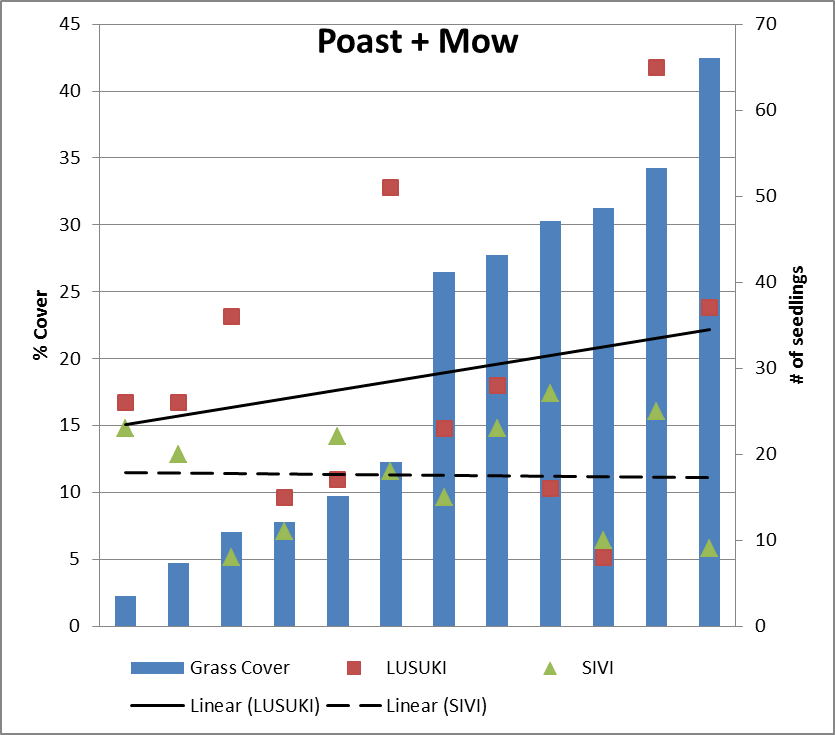 Poast + Mow
45
40
35
30
25
20
15
10
5
0
% Cover
70
60
50
40
30
20
10
0
# of seedlings
Grass Cover
LUSUKI
SIVI
Linear (LUSUKI)
Linear (SIVI)